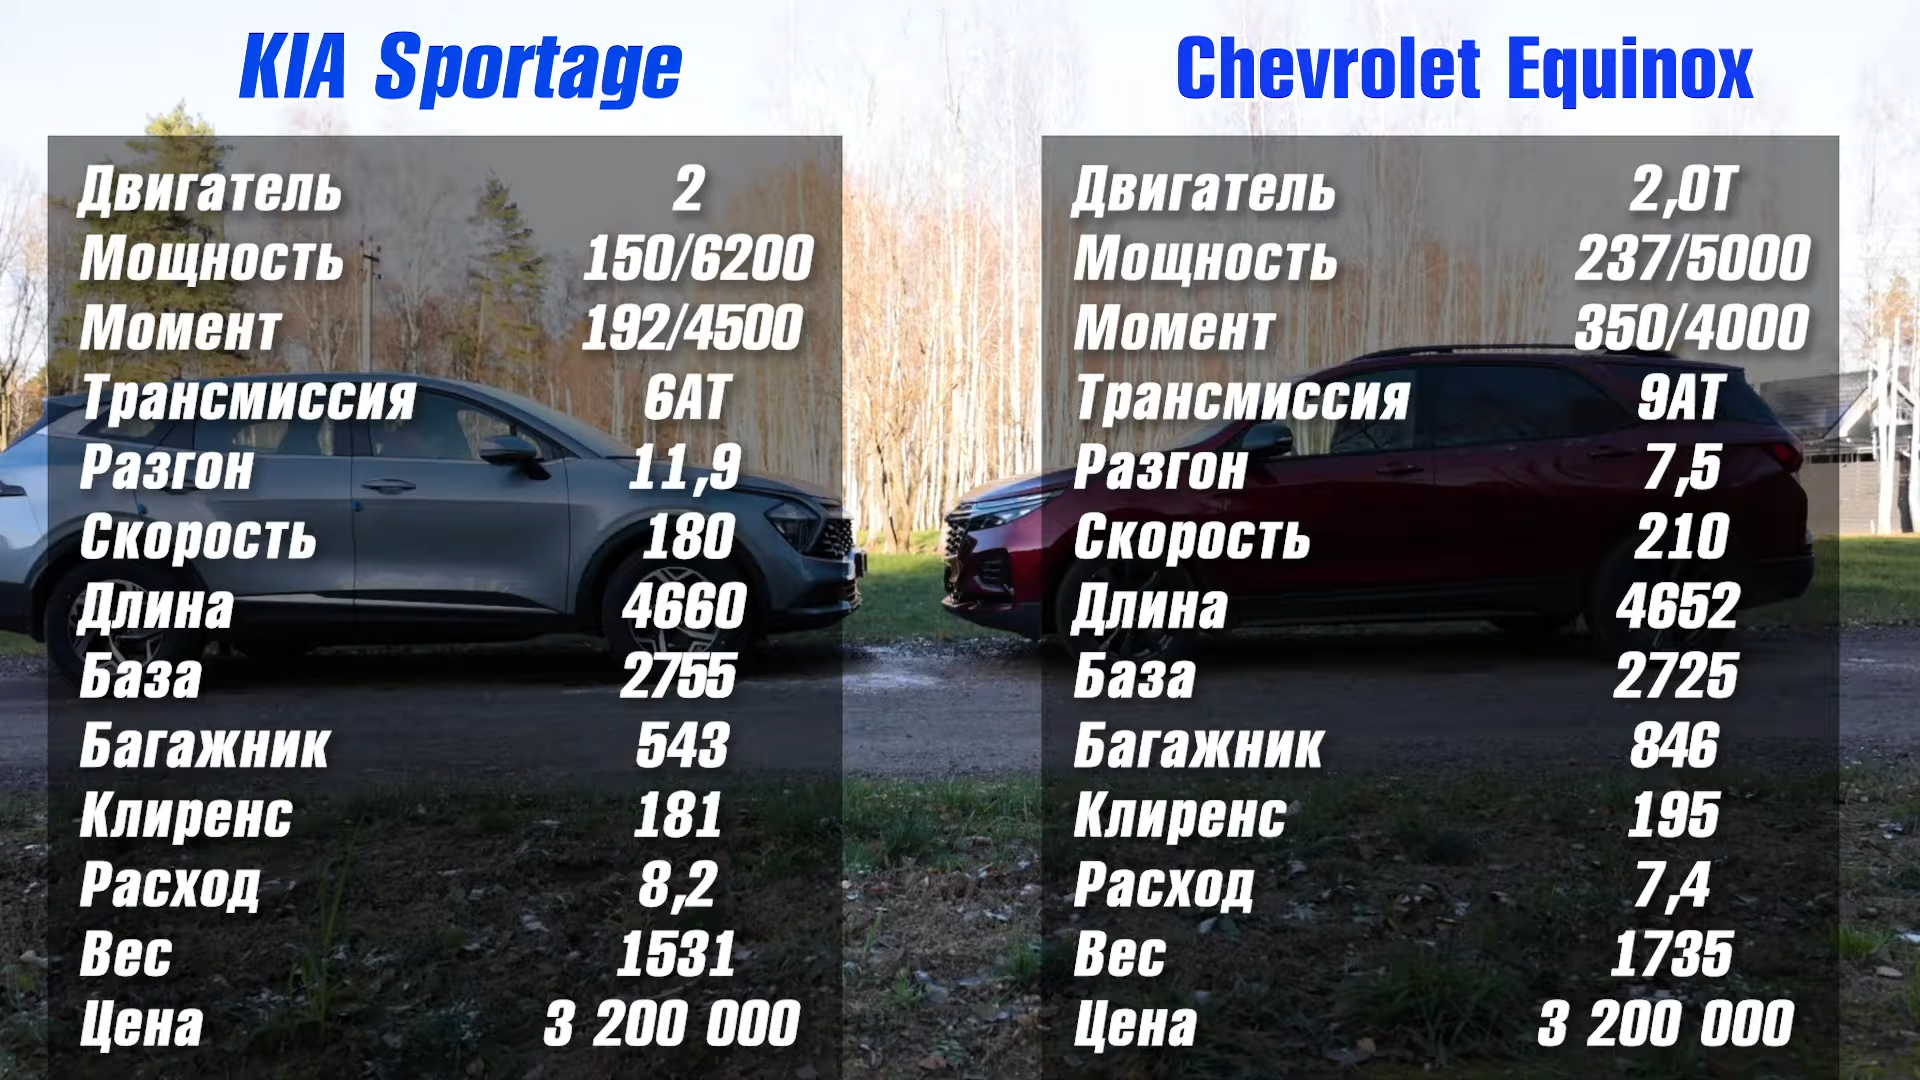 KIA Sportage
Двигатель 2
Мощность 150/6200
Момент 192/4500
Трансмиссия 6АТ
Разгон 11,9
Скорость 180
Длина 4660
База 2755
Багажник 543
Клиренс 181
Расход 8,2
Вес 1531
Цена 3 200 000
Chevrolet Equinox
Двигатель 2,0Т
Мощность 237/5000
Момент 350/4000
Трансмиссия 9АТ
Разгон 7,5
Скорость 210
Длина 4652
База 2725
Багажник 846
Клиренс 195
Расход 7,4
Вес 1735
Цена 3 200 000